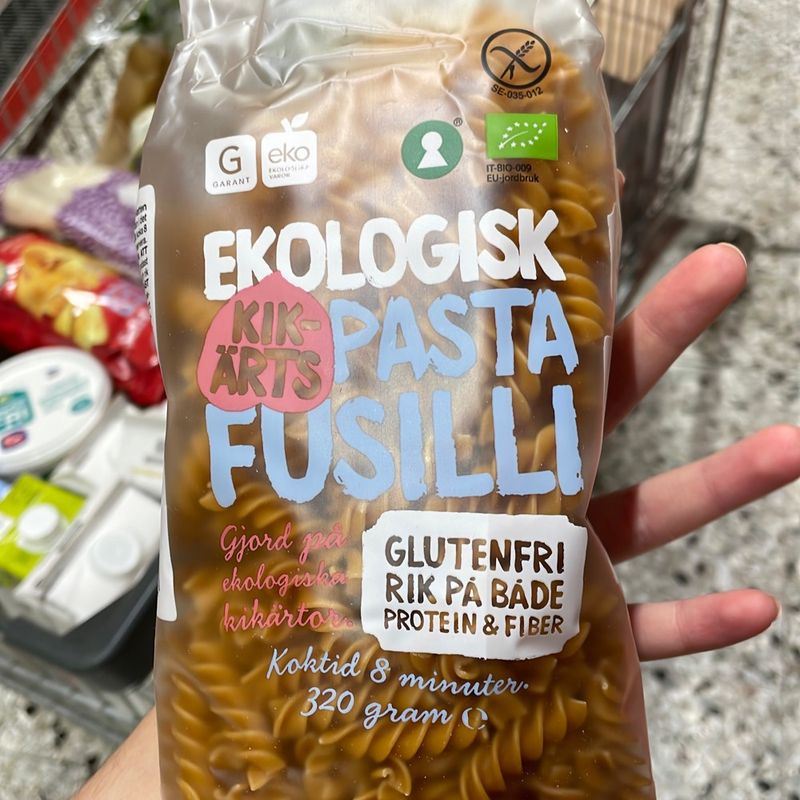 SE-035-012
G
GARANT
eko
EKOLOGISKA
VAROR
®
IT-BIO-009
EU-jordbruk
EKOLOGISK
KIK-
ÄRTS
PASTA
FUSILLI
Gjord på
ekologiska
kikärtor.
GLUTENFRI
RIK PÅ BÅDE
PROTEIN & FIBER
Koktid 8 minuter.
320 gram ℮